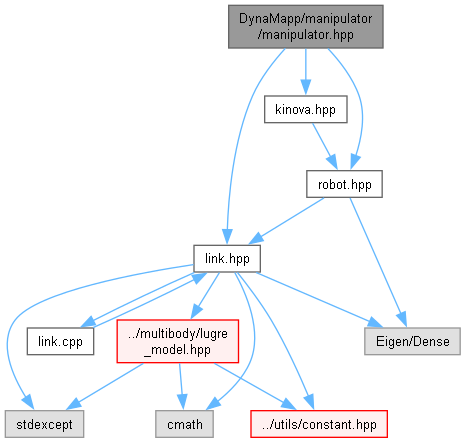 DynaMapp/manipulator
/manipulator.hpp
kinova.hpp
robot.hpp
link.hpp
link.cpp
../multibody/lugre
_model.hpp
Eigen/Dense
stdexcept
cmath
../utils/constant.hpp